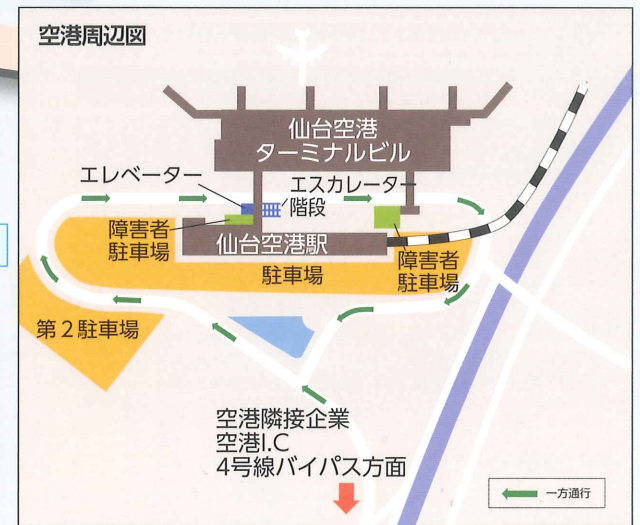 空港周辺図
仙台空港
ターミナルビル
エレベーター
エスカレーター
階段
障害者
駐車場
仙台空港駅
駐車場
障害者
駐車場
第2駐車場
空港隣接企業
空港I.C
4号線バイパス方面
一方通行